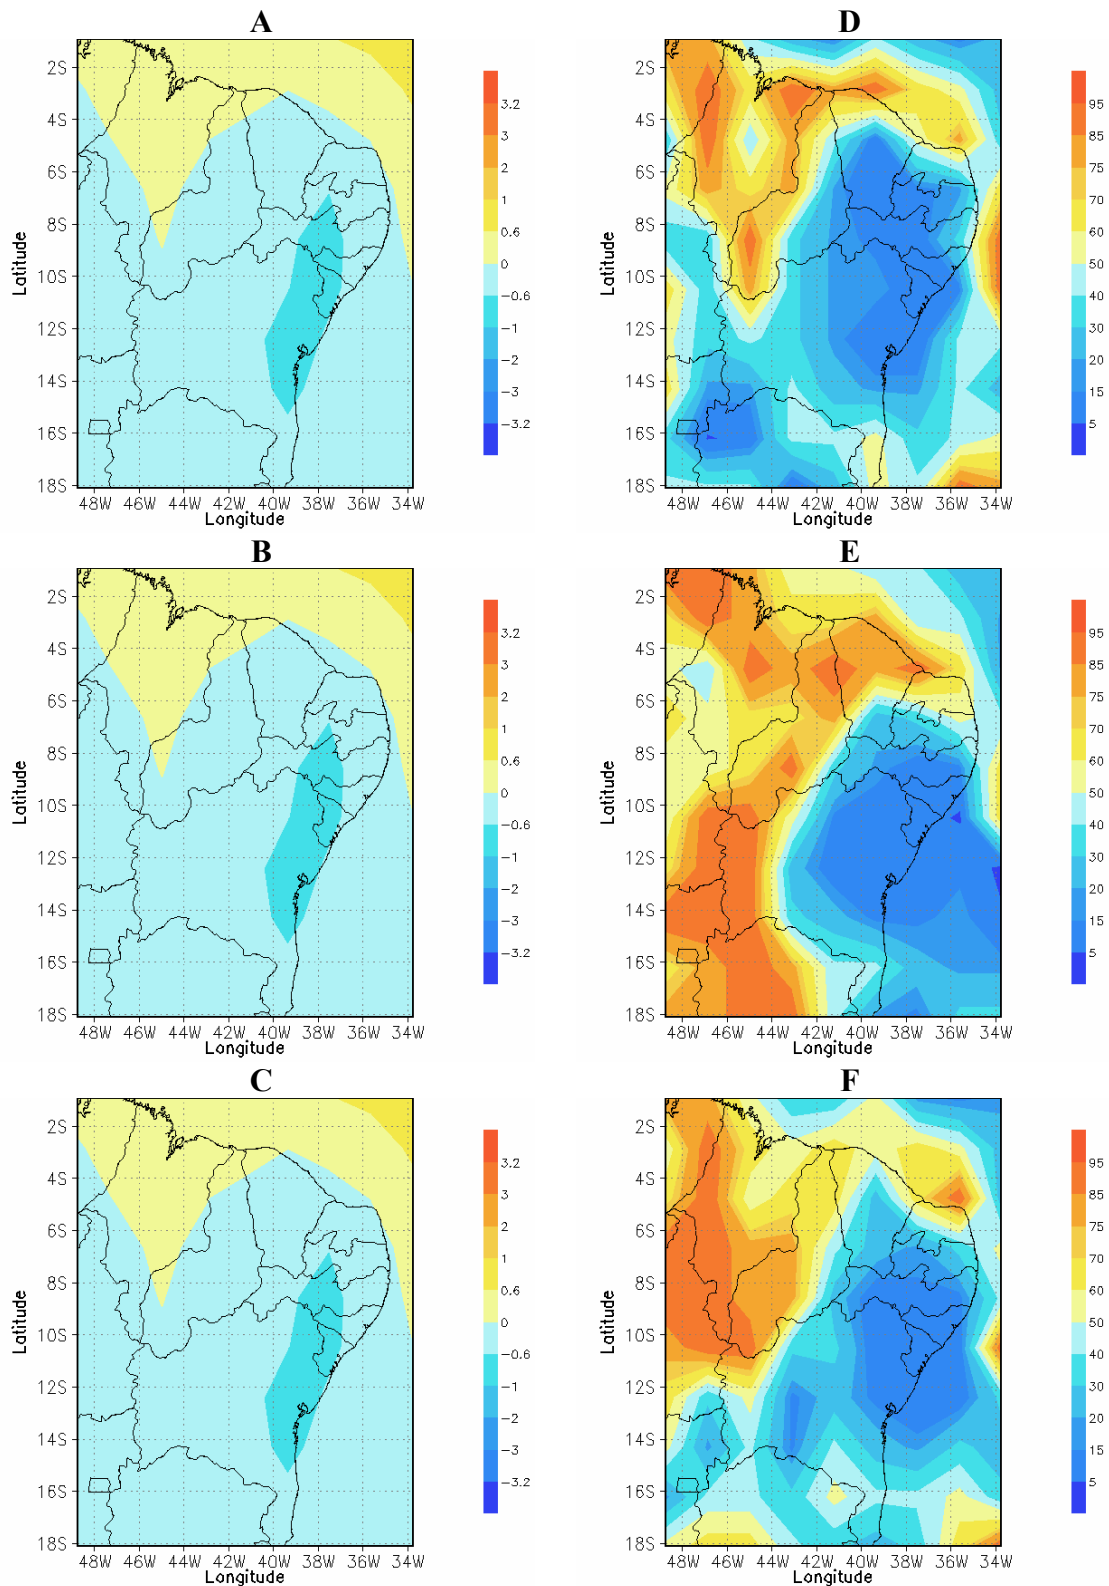 A
2S
4S
6S
8S
10S
12S
14S
16S
18S
48W 46W 44W 42W 40W 38W 36W 34W
Longitude
Latitude
3.2
3
2
1
0.6
0
−0.6
−1
−2
−3
−3.2
D
2S
4S
6S
8S
10S
12S
14S
16S
18S
48W 46W 44W 42W 40W 38W 36W 34W
Longitude
Latitude
95
85
75
70
60
50
40
30
20
15
5
B
2S
4S
6S
8S
10S
12S
14S
16S
18S
48W 46W 44W 42W 40W 38W 36W 34W
Longitude
Latitude
3.2
3
2
1
0.6
0
−0.6
−1
−2
−3
−3.2
E
2S
4S
6S
8S
10S
12S
14S
16S
18S
48W 46W 44W 42W 40W 38W 36W 34W
Longitude
Latitude
95
85
75
70
60
50
40
30
20
15
5
C
2S
4S
6S
8S
10S
12S
14S
16S
18S
48W 46W 44W 42W 40W 38W 36W 34W
Longitude
Latitude
3.2
3
2
1
0.6
0
−0.6
−1
−2
−3
−3.2
F
2S
4S
6S
8S
10S
12S
14S
16S
18S
48W 46W 44W 42W 40W 38W 36W 34W
Longitude
Latitude
95
85
75
70
60
50
40
30
20
15
5